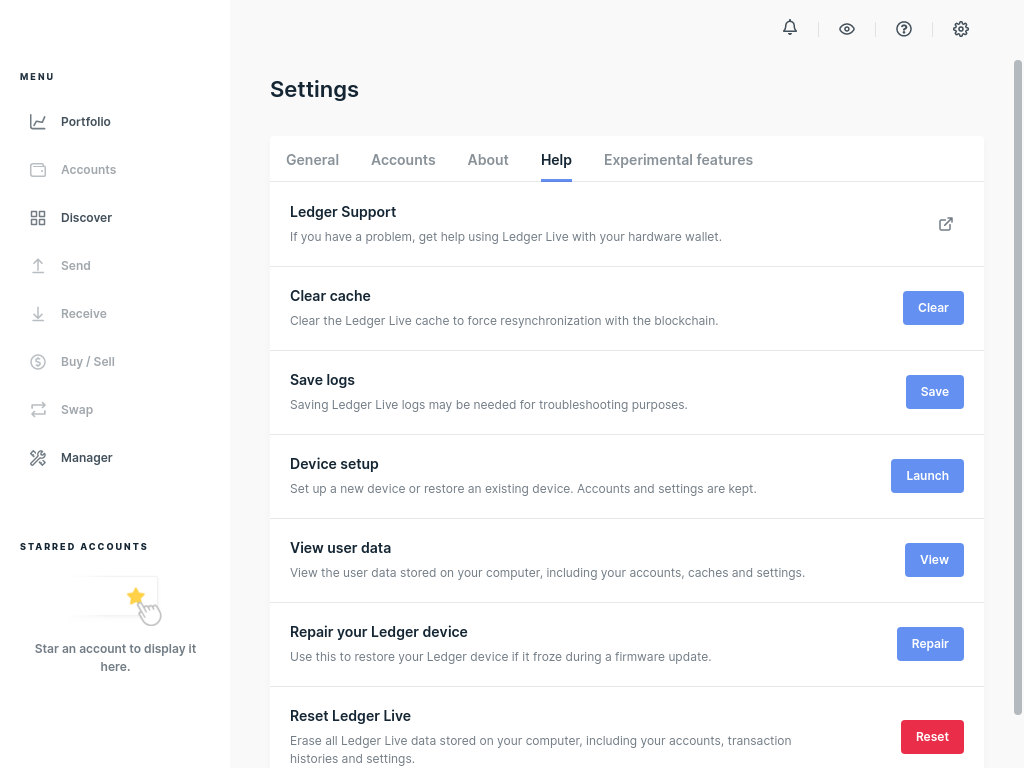 MENU
Portfolio
Accounts
Discover
Send
Receive
Buy / Sell
Swap
Manager
STARRED ACCOUNTS
Star an account to display it
here.
Settings
General Accounts About Help Experimental features
Ledger Support
If you have a problem, get help using Ledger Live with your hardware wallet.
Clear cache
Clear the Ledger Live cache to force resynchronization with the blockchain.
Clear
Save logs
Saving Ledger Live logs may be needed for troubleshooting purposes.
Save
Device setup
Set up a new device or restore an existing device. Accounts and settings are kept.
Launch
View user data
View the user data stored on your computer, including your accounts, caches and settings.
View
Repair your Ledger device
Use this to restore your Ledger device if it froze during a firmware update.
Repair
Reset Ledger Live
Erase all Ledger Live data stored on your computer, including your accounts, transaction
histories and settings.
Reset